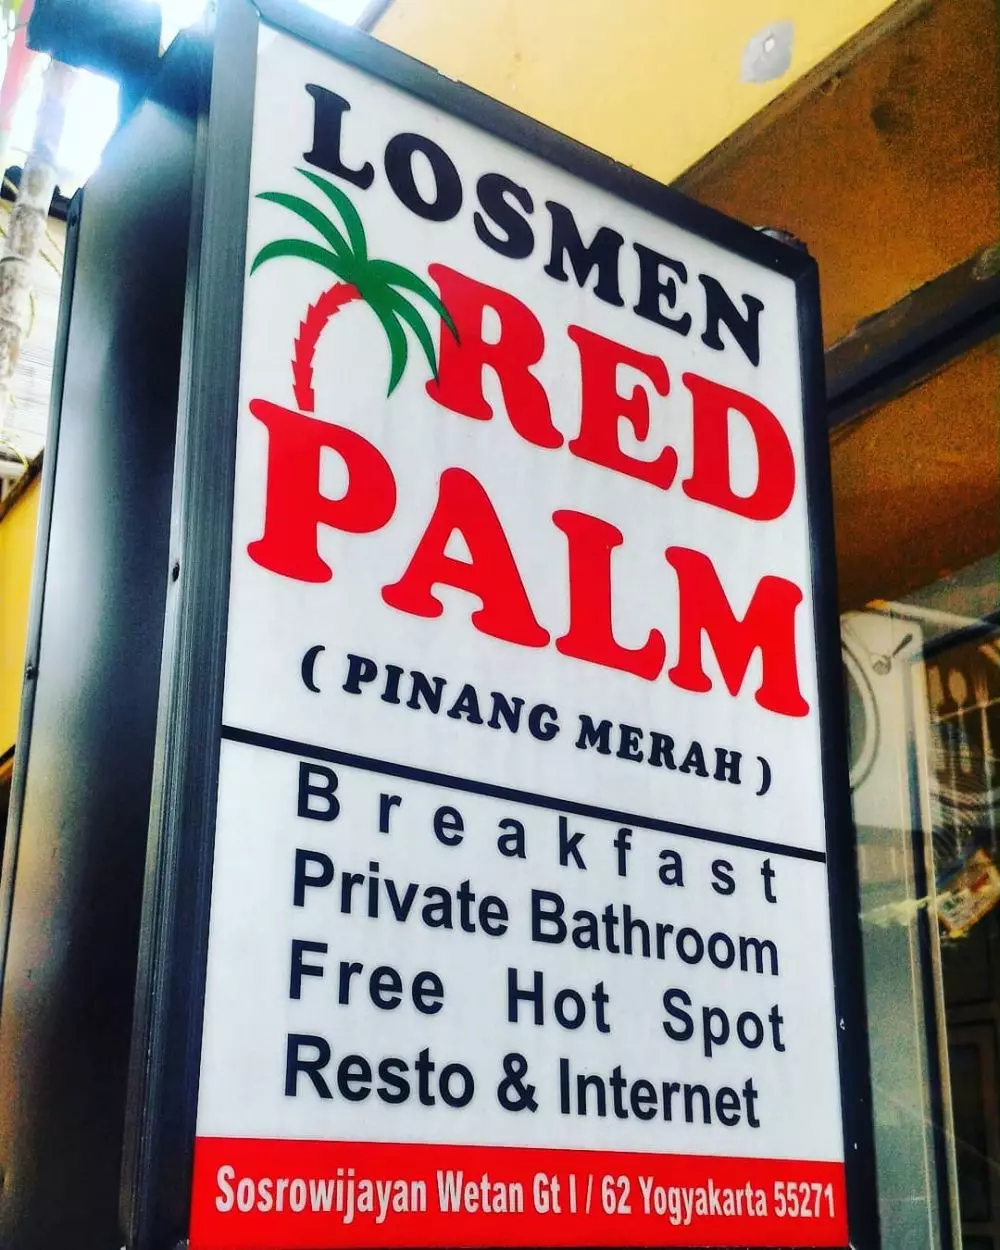 LOSMEN
RED
PALM
( PINANG MERAH )
Breakfast
Private Bathroom
Free Hot Spot
Resto & Internet
Sosrowijayan Wetan Gt I / 62 Yogyakarta 55271